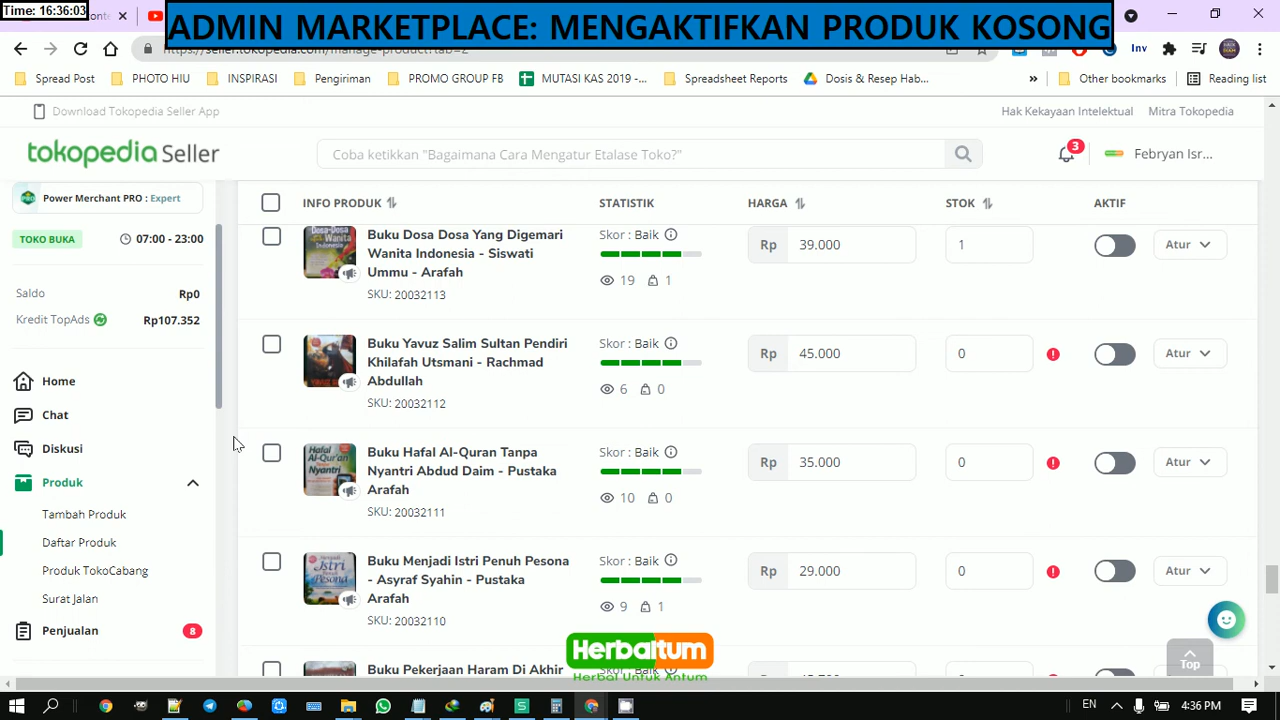 Time: 16:36:03
ADMIN MARKETPLACE: MENGAKTIFKAN PRODUK KOSONG
Inv
Spread Post
PHOTO HIU
INSPIRASI
Pengiriman
PROMO GROUP FB
MUTASI KAS 2019 -...
Spreadsheet Reports
Dosis & Resep Hab...
»
Other bookmarks
Reading list
Download Tokopedia Seller App
Hak Kekayaan Intelektual
Mitra Tokopedia
tokopedia Seller
Coba ketikkan "Bagaimana Cara Mengatur Etalase Toko?"
3
Febryan Isr...
PRO
Power Merchant PRO : Expert
TOKO BUKA
07:00 - 23:00
Saldo
Rp0
Kredit TopAds
Rp107.352
Home
Chat
Diskusi
Produk
Tambah Produk
Daftar Produk
Produk TokoCabang
Surat Jalan
Penjualan
8
INFO PRODUK
STATISTIK
HARGA
STOK
AKTIF
Buku Dosa Dosa Yang Digemari
Wanita Indonesia - Siswati
Ummu - Arafah
SKU: 20032113
Skor: Baik
19
1
Rp
39.000
1
Atur
Buku Yavuz Salim Sultan Pendiri
Khilafah Utsmani - Rachmad
Abdullah
SKU: 20032112
Skor : Baik
6
0
Rp
45.000
0
Atur
Buku Hafal Al-Quran Tanpa
Nyantri Abdud Daim - Pustaka
Arafah
SKU: 20032111
Skor : Baik
10
0
Rp
35.000
0
Atur
Buku Menjadi Istri Penuh Pesona
- Asyraf Syahin - Pustaka
Arafah
SKU: 20032110
Skor : Baik
9
1
Rp
29.000
0
Atur
Buku Pekerjaan Haram Di Akhir
Top
Herbaltum
Herbal Untuk Antum
EN
4:36 PM